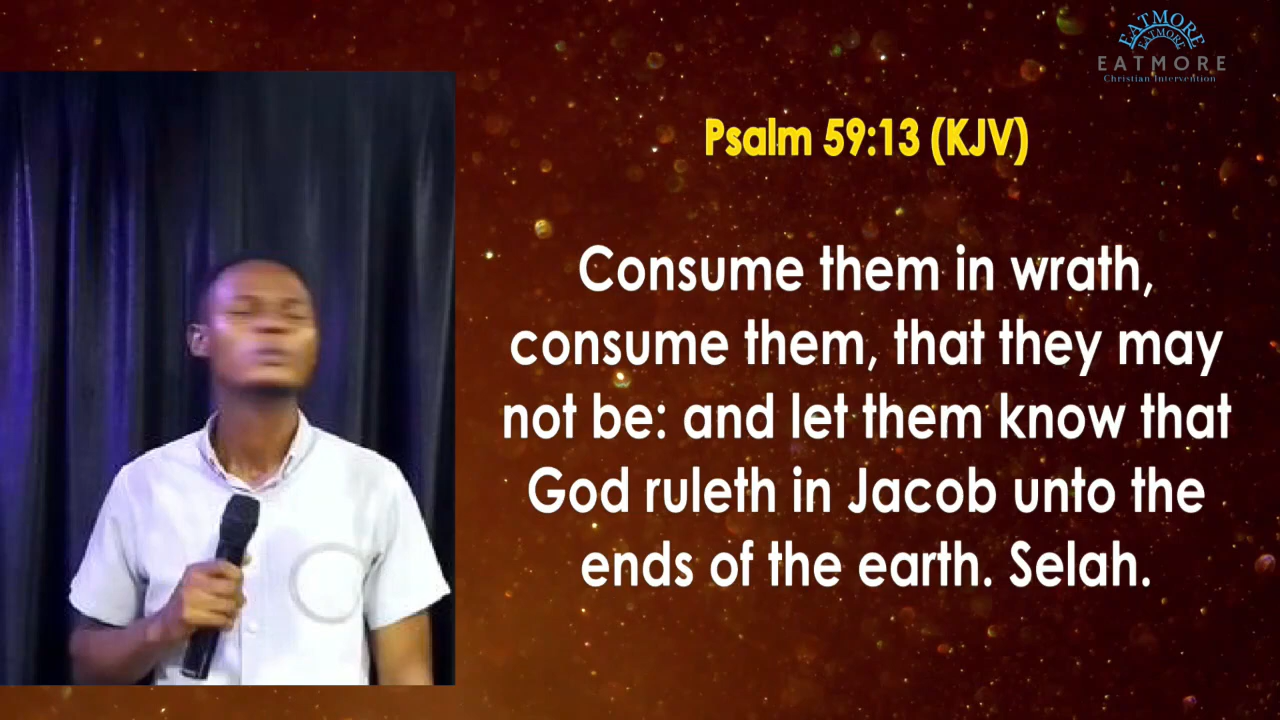 EATMORE
EATMORE
EATMORE
Christian Intervention
Psalm 59:13 (KJV)
Consume them in wrath,
consume them, that they may
not be: and let them know that
God ruleth in Jacob unto the
ends of the earth. Selah.